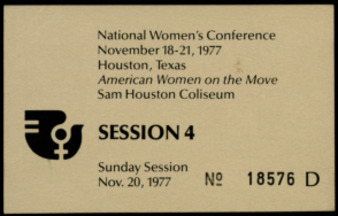 National Women's Conference
November 18-21, 1977
Houston, Texas
American Women on the Move
Sam Houston Coliseum
SESSION 4
Sunday Session
Nov. 20, 1977 Nº 18576 D